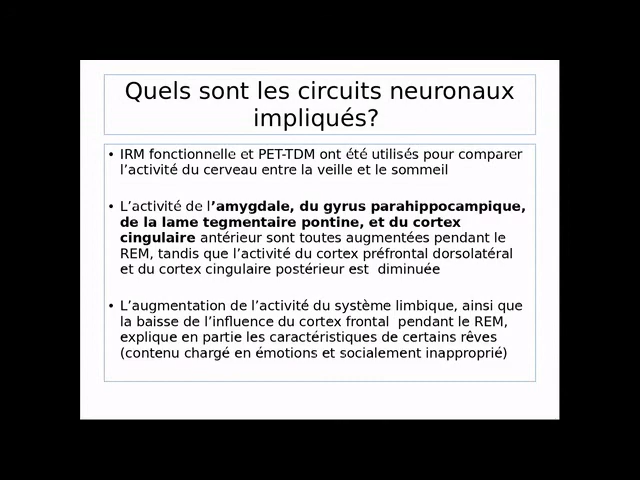 Quels sont les circuits neuronaux
impliqués?
• IRM fonctionnelle et PET-TDM ont été utilisés pour comparer
l’activité du cerveau entre la veille et le sommeil
• L’activité de l’amygdale, du gyrus parahippocampique,
de la lame tegmentaire pontine, et du cortex
cingulaire antérieur sont toutes augmentées pendant le
REM, tandis que l’activité du cortex préfrontal dorsolatéral
et du cortex cingulaire postérieur est  diminuée
• L’augmentation de l’activité du système limbique, ainsi que
la baisse de l’influence du cortex frontal  pendant le REM,
explique en partie les caractéristiques de certains rêves
(contenu chargé en émotions et socialement inapproprié)